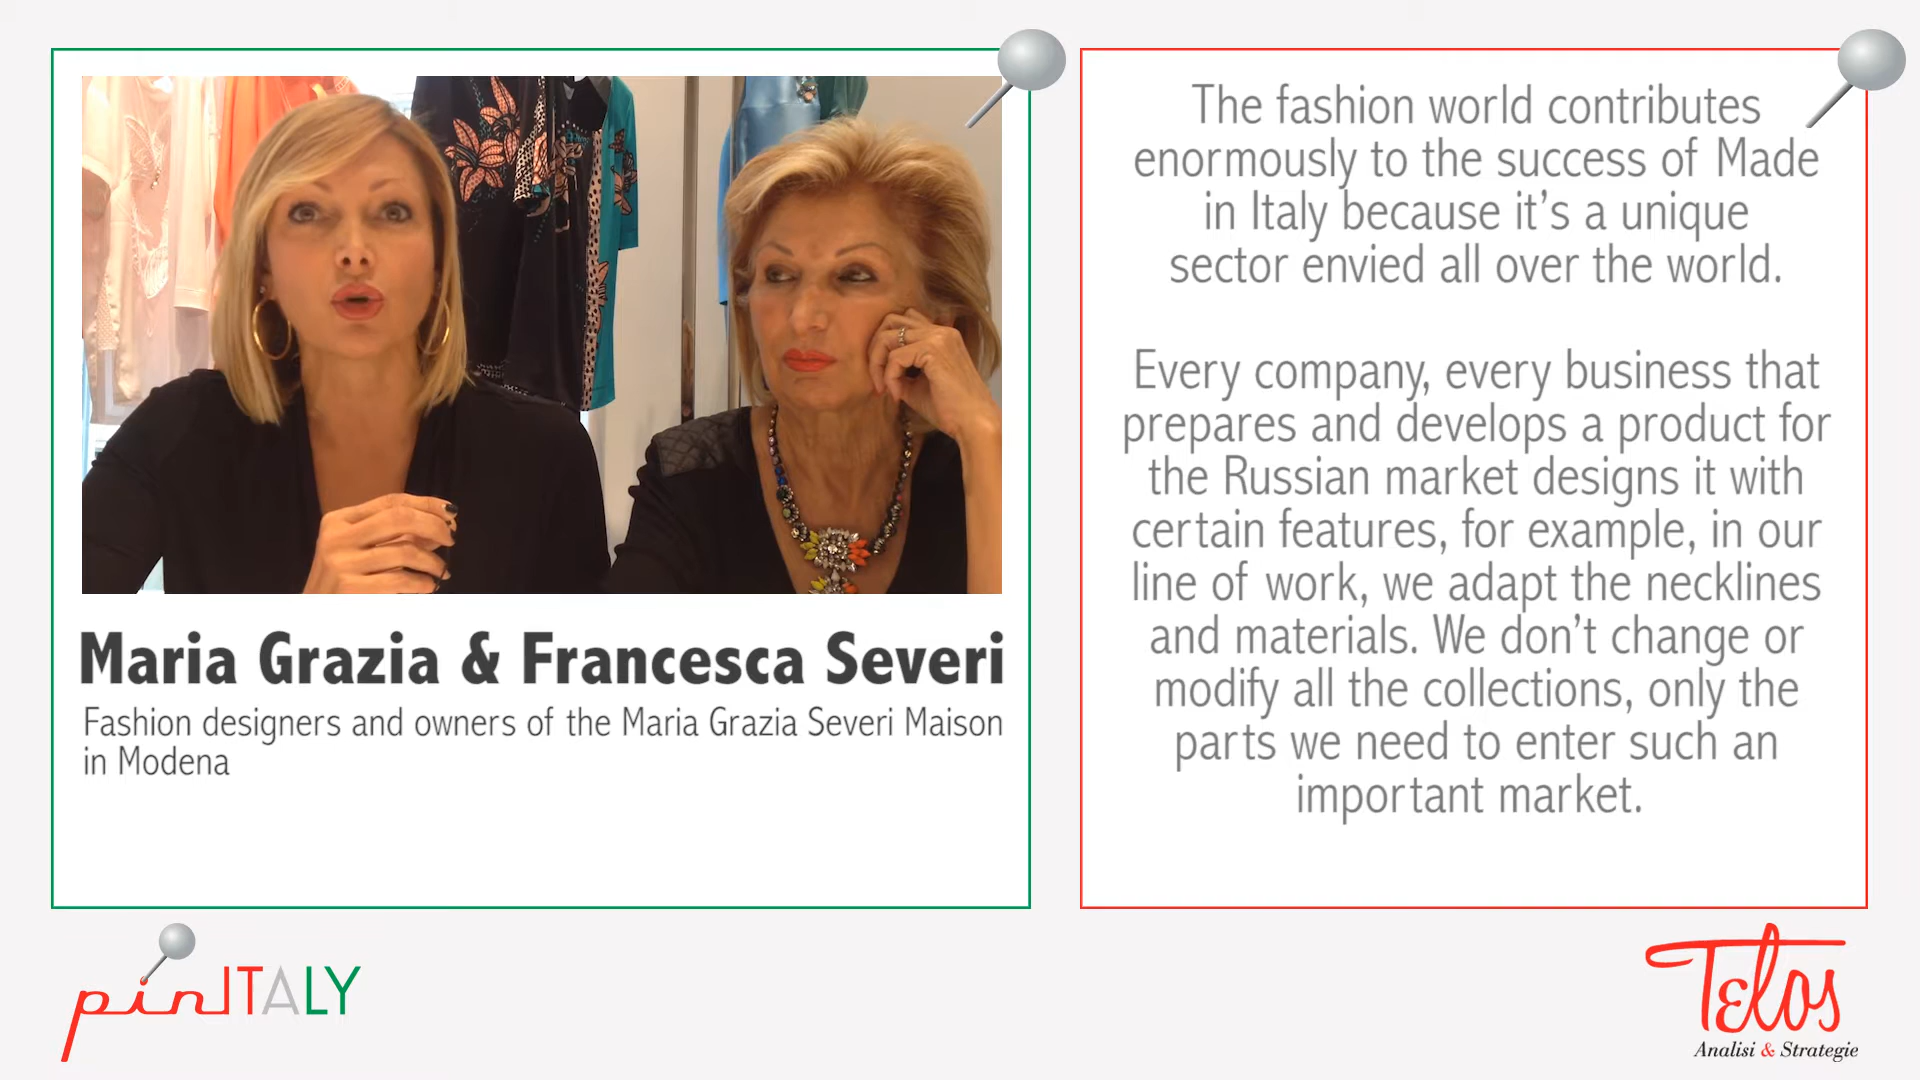 Maria Grazia & Francesca Severi
Fashion designers and owners of the Maria Grazia Severi Maison
in Modena
The fashion world contributes
enormously to the success of Made
in Italy because it’s a unique
sector envied all over the world.
Every company, every business that
prepares and develops a product for
the Russian market designs it with
certain features, for example, in our
line of work, we adapt the necklines
and materials. We don’t change or
modify all the collections, only the
parts we need to enter such an
important market.
pinITALY
Telos
Analisi & Strategie